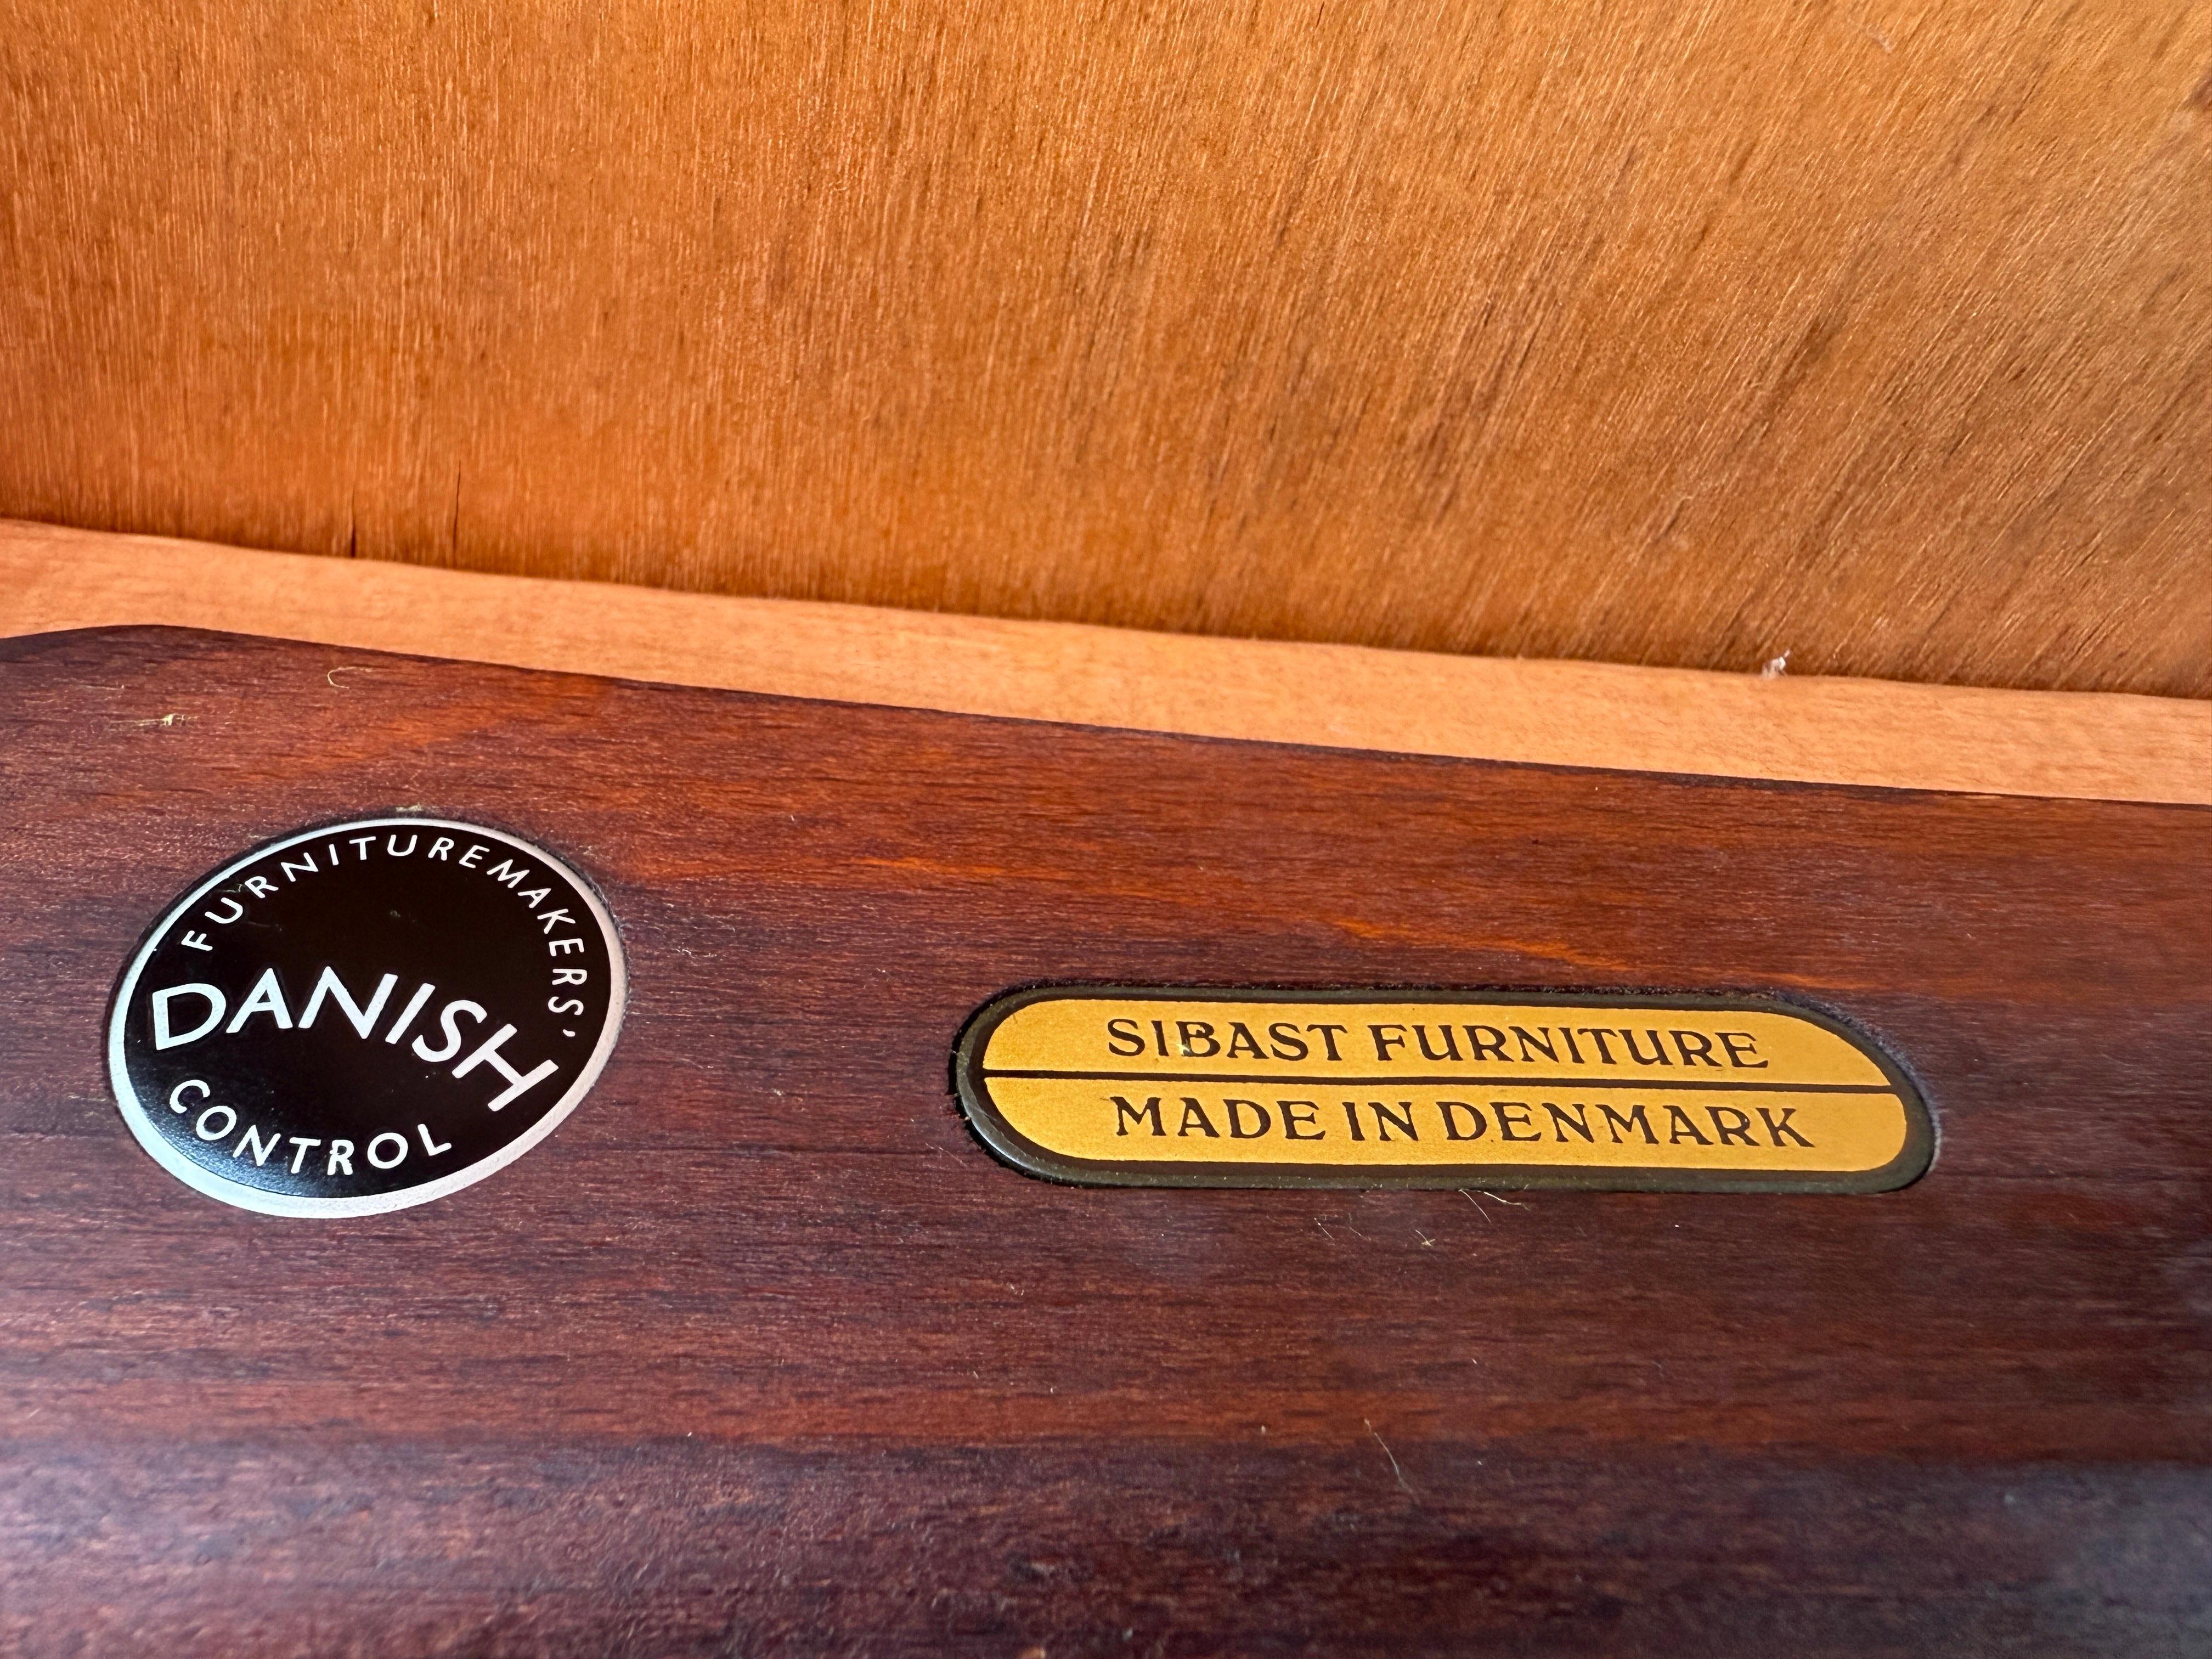 FURNITUREMAKERS'
DANISH
CONTROL
SIBAST FURNITURE
MADE IN DENMARK